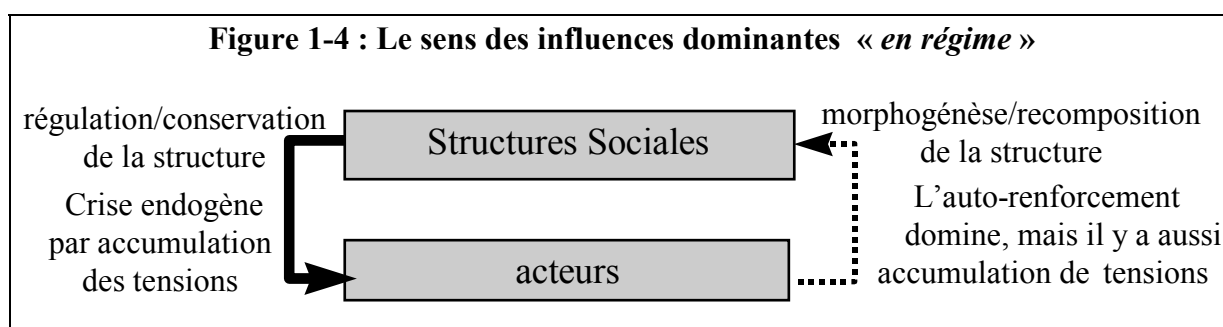 Figure 1-4 : Le sens des influences dominantes « en régime »
régulation/conservation
de la structure
Crise endogène
par accumulation
des tensions
Structures Sociales
acteurs
morphogénèse/recomposition
de la structure
L'auto-renforcement
domine, mais il y a aussi
accumulation de tensions